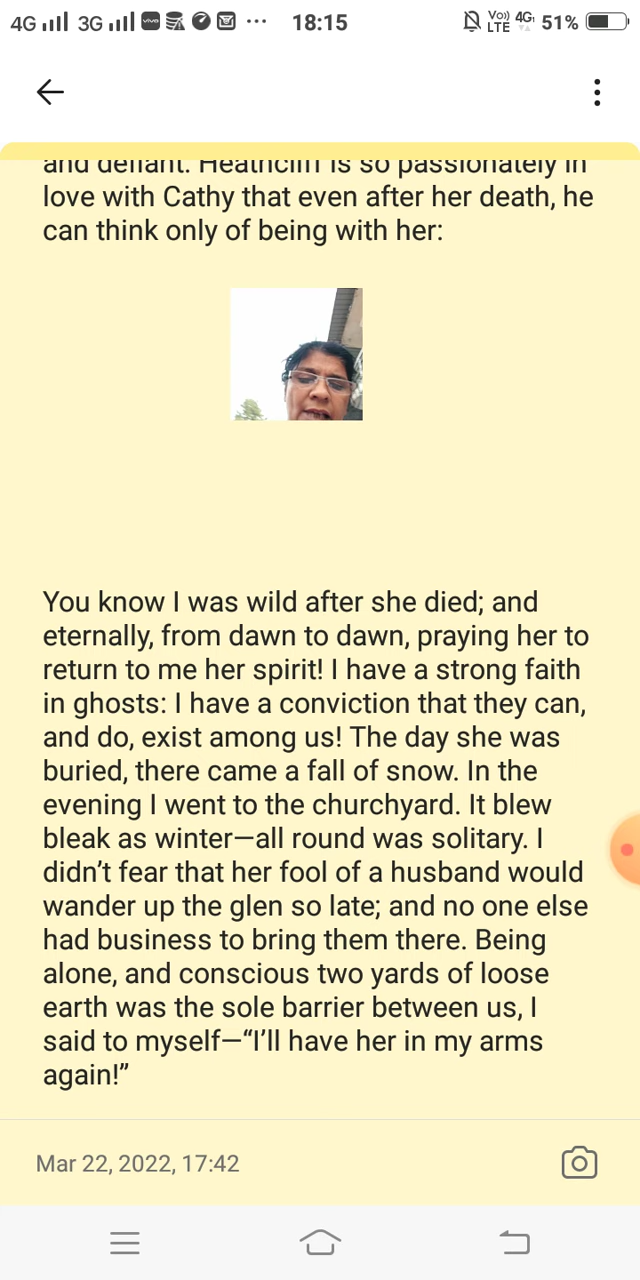 4G 3G vivo 18:15 Vo)) LTE 4G 51%
and defiant. Heathcliff is so passionately in
love with Cathy that even after her death, he
can think only of being with her:
You know I was wild after she died; and
eternally, from dawn to dawn, praying her to
return to me her spirit! I have a strong faith
in ghosts: I have a conviction that they can,
and do, exist among us! The day she was
buried, there came a fall of snow. In the
evening I went to the churchyard. It blew
bleak as winter—all round was solitary. I
didn’t fear that her fool of a husband would
wander up the glen so late; and no one else
had business to bring them there. Being
alone, and conscious two yards of loose
earth was the sole barrier between us, I
said to myself—“I’ll have her in my arms
again!”
Mar 22, 2022, 17:42